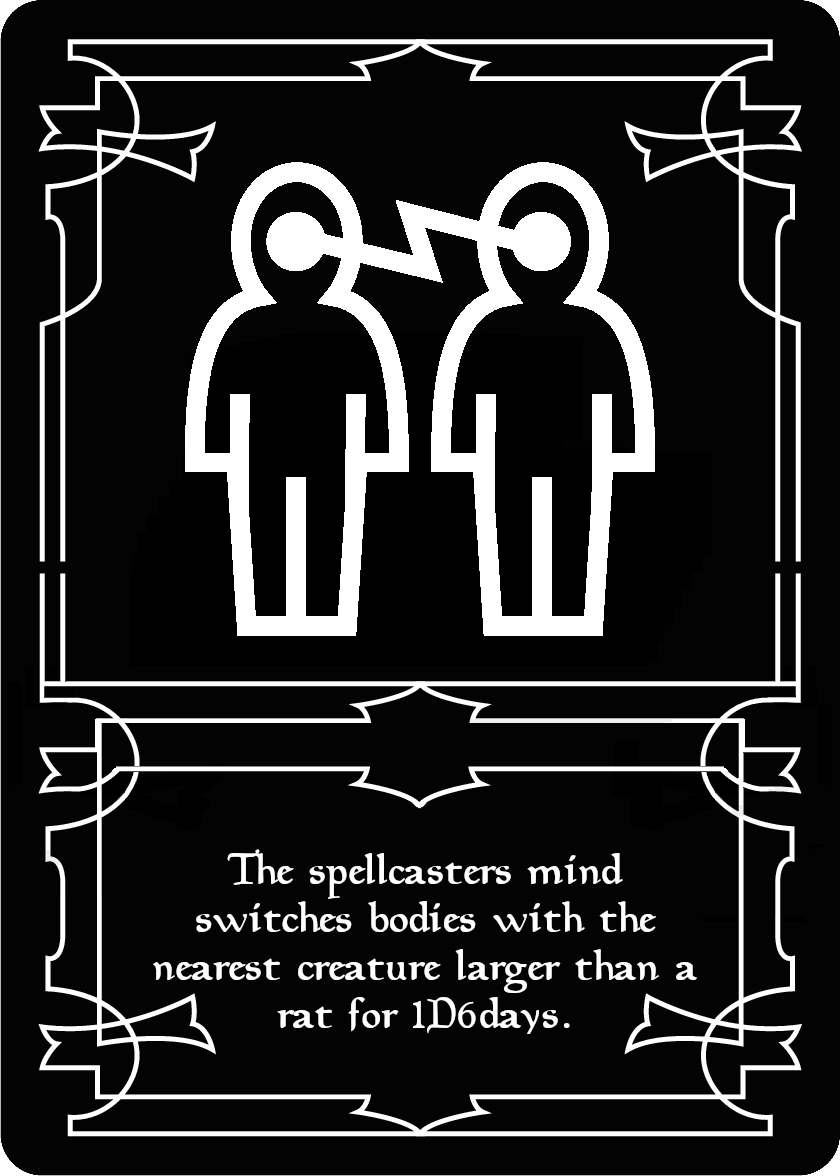 The spellcasters mind
switches bodies with the
nearest creature larger than a
rat for 1D6days.